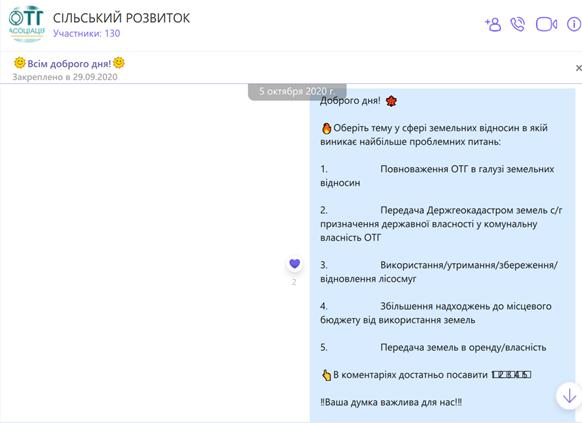 ОТГ
АСОЦІАЦІЯ
СІЛЬСЬКИЙ РОЗВИТОК
Участники: 130
🌞Всім доброго дня!🌞
Закреплено в 29.09.2020
5 октября 2020 г.
Доброго дня!
🔥Оберіть тему у сфері земельних відносин в якій
виникає найбільше проблемних питань:
1. Повноваження ОТГ в галузі земельних
відносин
2. Передача Держгеокадастром земель с/г
призначення державної власності у комунальну
власність ОТГ
3. Використання/утримання/збереження/
відновлення лісосмуг
4. Збільшення надходжень до місцевого
бюджету від використання земель
5. Передача земель в оренду/власність
👆В коментаріях достатньо поставити 1⃣2⃣3⃣4⃣5⃣
‼Ваша думка важлива для нас!‼
2